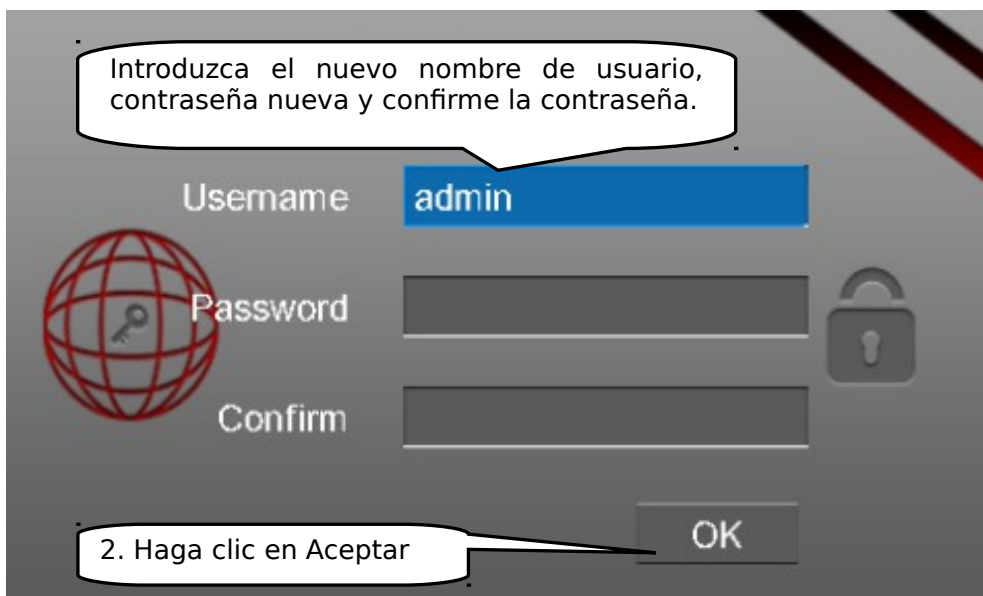 Introduzca el nuevo nombre de usuario,
contraseña nueva y confirme la contraseña.
Username admin
Password
Confirm
OK
2. Haga clic en Aceptar